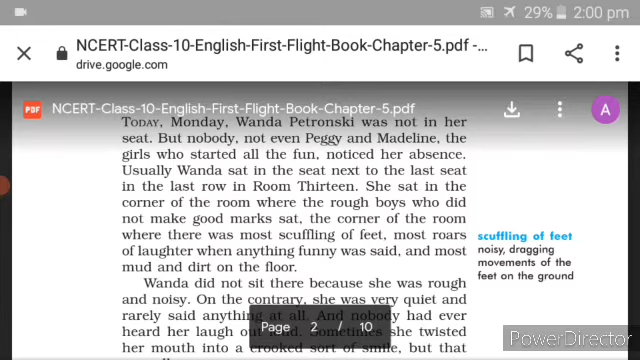 29% 2:00 pm
NCERT-Class-10-English-First-Flight-Book-Chapter-5.pdf -...
drive.google.com
PDF NCERT-Class-10-English-First-Flight-Book-Chapter-5.pdf A
TODAY, Monday, Wanda Petronski was not in her
seat. But nobody, not even Peggy and Madeline, the
girls who started all the fun, noticed her absence.
Usually Wanda sat in the seat next to the last seat
in the last row in Room Thirteen. She sat in the
corner of the room where the rough boys who did
not make good marks sat, the corner of the room
where there was most scuffling of feet, most roars
of laughter when anything funny was said, and most
mud and dirt on the floor.
scuffling of feet
noisy, dragging
movements of the
feet on the ground
Wanda did not sit there because she was rough
and noisy. On the contrary, she was very quiet and
rarely said anything at all. And nobody had ever
heard her laugh out loud. Sometimes she twisted
her mouth into a crooked sort of smile, but that
Page 2 / 10
PowerDirector